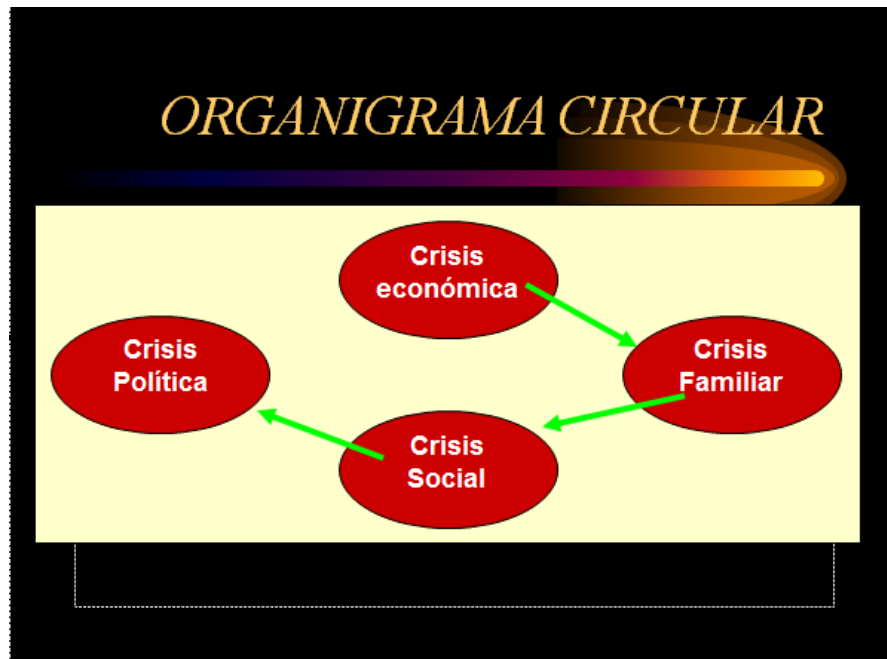 ORGANIGRAMA CIRCULAR
Crisis
económica
Crisis
Política
Crisis
Familiar
Crisis
Social